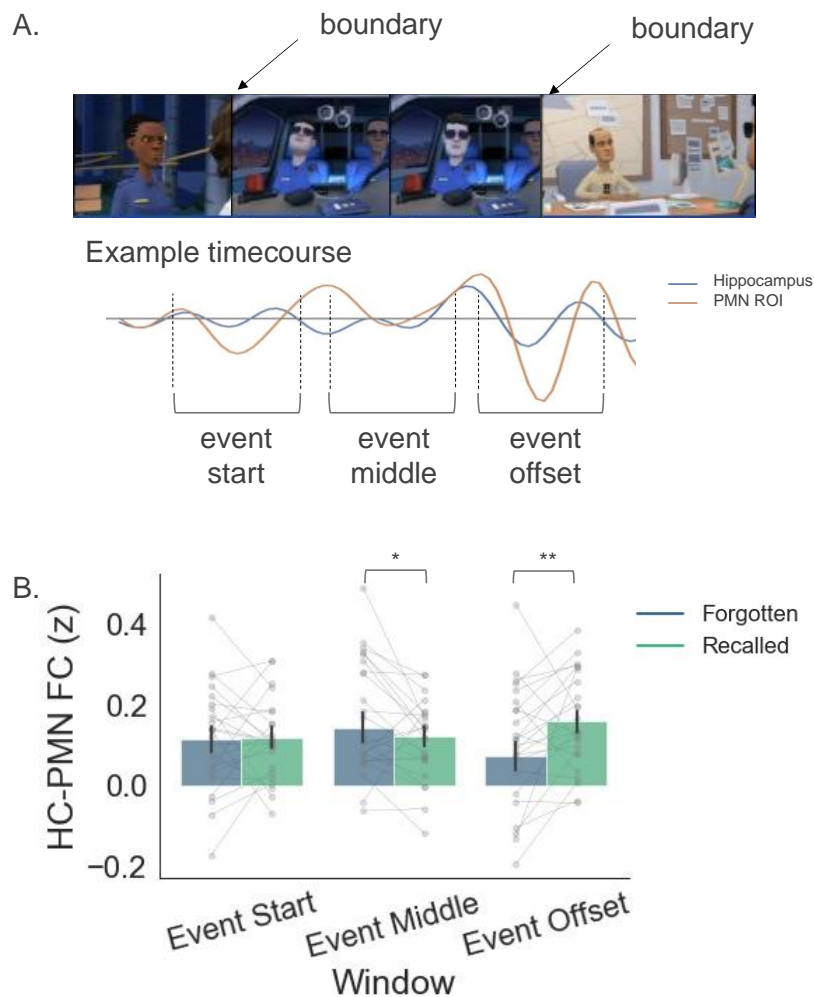 A.
boundary
boundary
Example timecourse
Hippocampus
PMN ROI
event
start
event
middle
event
offset
B.
*
**
HC-PMN FC (z)
0.4
0.2
0.0
−0.2
Forgotten
Recalled
Event Start
Event Middle
Event Offset
Window